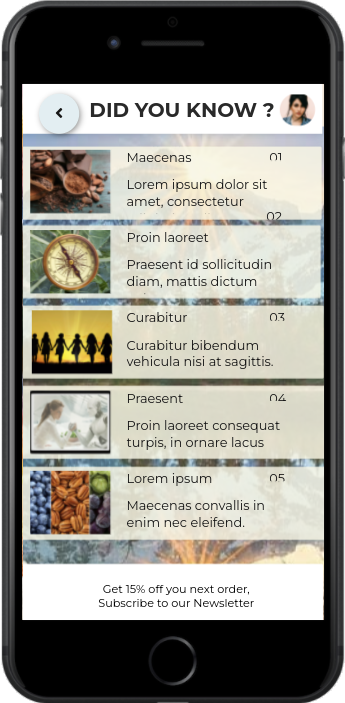 DID YOU KNOW ?
Maecenas 01
Lorem ipsum dolor sit
amet, consectetur
02
Proin laoreet
Praesent id sollicitudin
diam, mattis dictum
Curabitur 03
Curabitur bibendum
vehicula nisi at sagittis.
Praesent 04
Proin laoreet consequat
turpis, in ornare lacus
Lorem ipsum 05
Maecenas convallis in
enim nec eleifend.
Get 15% off you next order,
Subscribe to our Newsletter